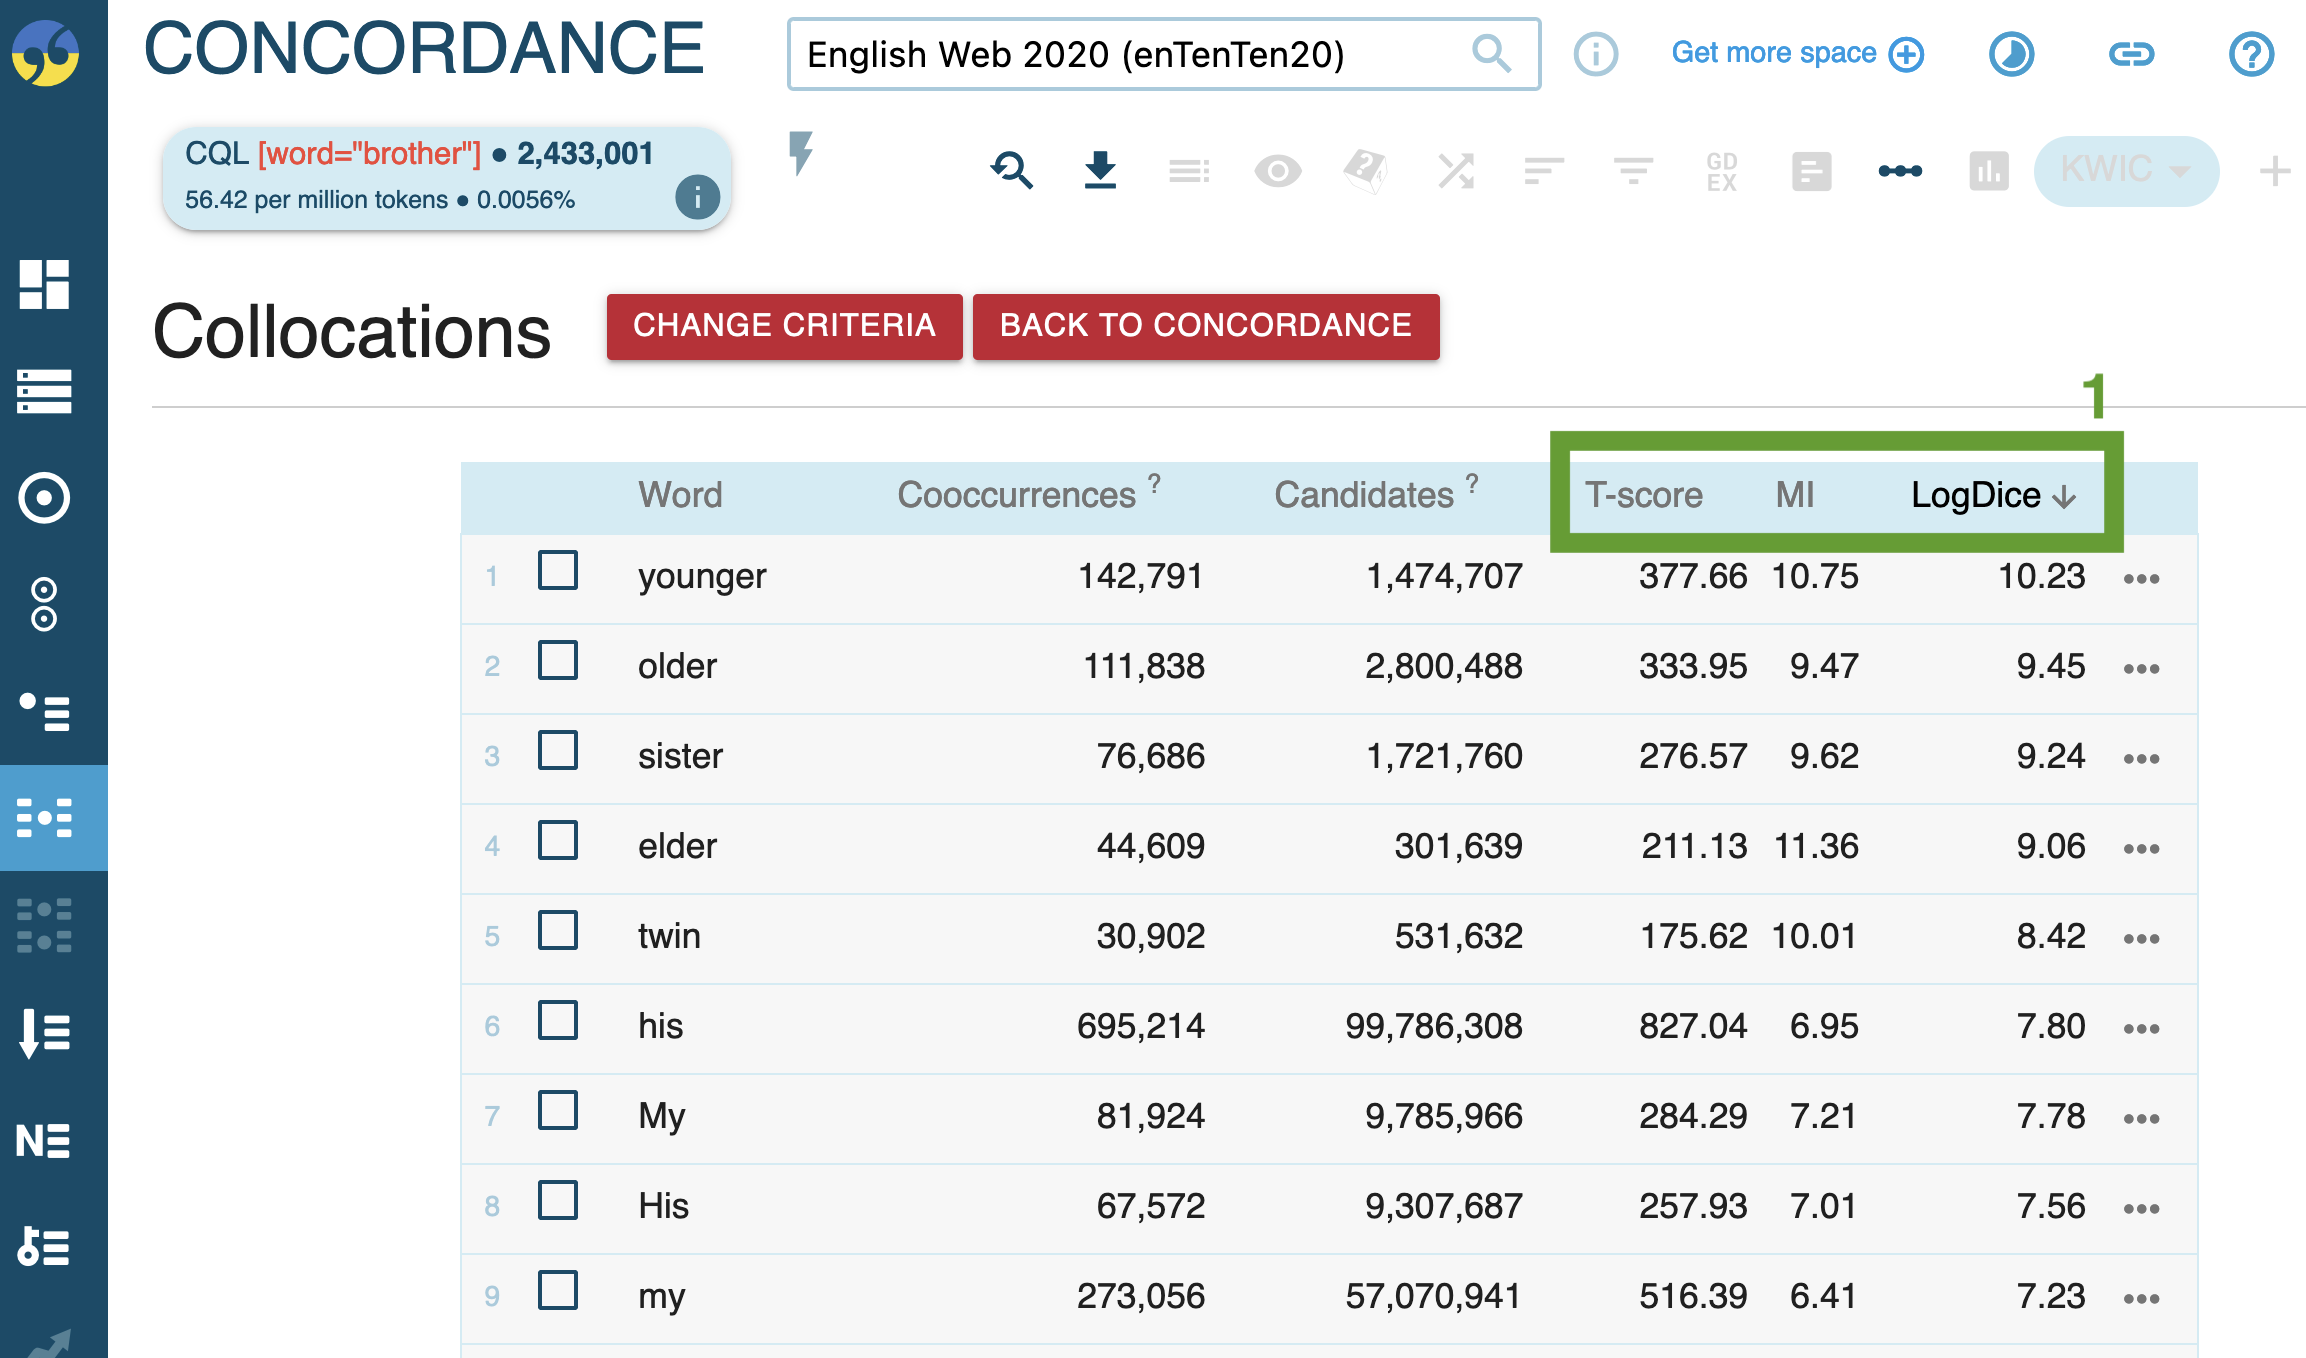 CONCORDANCE
English Web 2020 (enTenTen20)
Get more space
CQL [word="brother"] ● 2,433,001
56.42 per million tokens ● 0.0056%
i
GD
EX
KWIC
Collocations
CHANGE CRITERIA
BACK TO CONCORDANCE
1
Word Cooccurrences ? Candidates ? T-score MI LogDice ↓
1 younger 142,791 1,474,707 377.66 10.75 10.23
2 older 111,838 2,800,488 333.95 9.47 9.45
3 sister 76,686 1,721,760 276.57 9.62 9.24
4 elder 44,609 301,639 211.13 11.36 9.06
5 twin 30,902 531,632 175.62 10.01 8.42
6 his 695,214 99,786,308 827.04 6.95 7.80
7 My 81,924 9,785,966 284.29 7.21 7.78
8 His 67,572 9,307,687 257.93 7.01 7.56
9 my 273,056 57,070,941 516.39 6.41 7.23
N